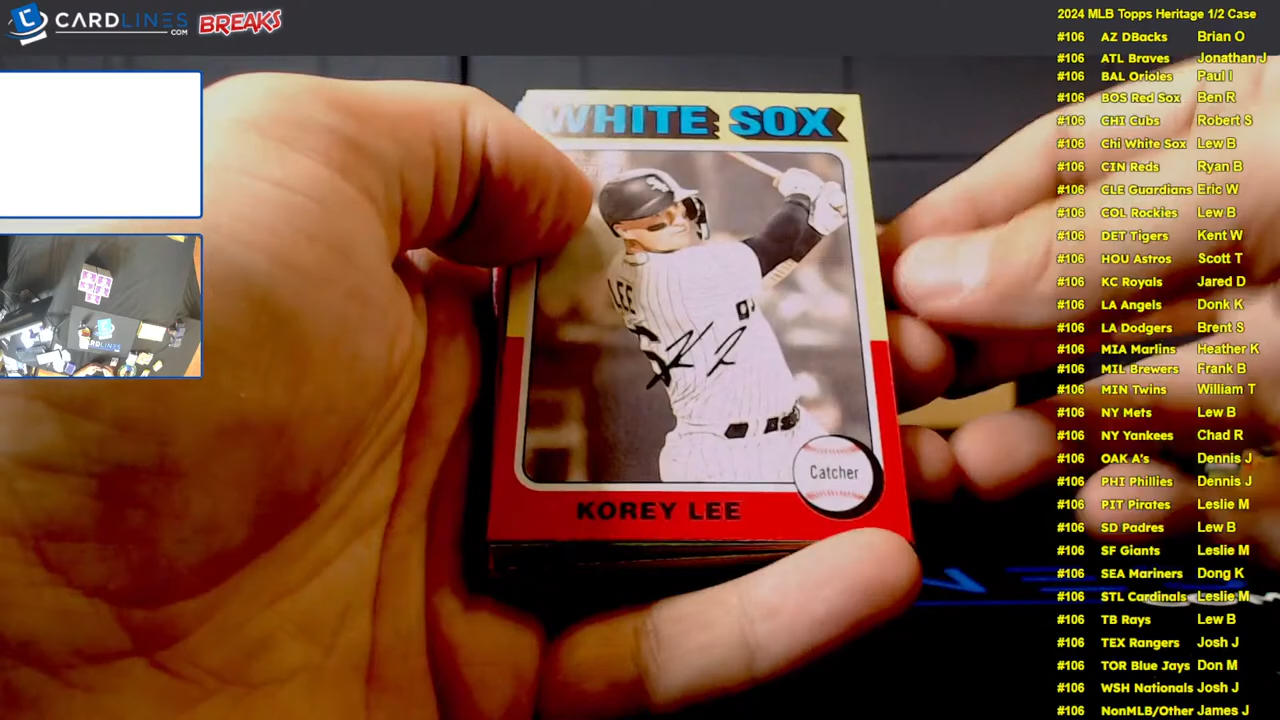 CARDLINES
.COM
BREAKS
WHITE SOX
LEE
Catcher
KOREY LEE
2024 MLB Topps Heritage 1/2 Case
#106 AZ DBacks Brian O
#106 ATL Braves Jonathan J
#106 BAL Orioles Paul I
#106 BOS Red Sox Ben R
#106 CHI Cubs Robert S
#106 Chi White Sox Lew B
#106 CIN Reds Ryan B
#106 CLE Guardians Eric W
#106 COL Rockies Lew B
#106 DET Tigers Kent W
#106 HOU Astros Scott T
#106 KC Royals Jared D
#106 LA Angels Donk K
#106 LA Dodgers Brent S
#106 MIA Marlins Heather K
#106 MIL Brewers Frank B
#106 MIN Twins William T
#106 NY Mets Lew B
#106 NY Yankees Chad R
#106 OAK A's Dennis J
#106 PHI Phillies Dennis J
#106 PIT Pirates Leslie M
#106 SD Padres Lew B
#106 SF Giants Leslie M
#106 SEA Mariners Dong K
#106 STL Cardinals Leslie M
#106 TB Rays Lew B
#106 TEX Rangers Josh J
#106 TOR Blue Jays Don M
#106 WSH Nationals Josh J
#106 NonMLB/Other James J